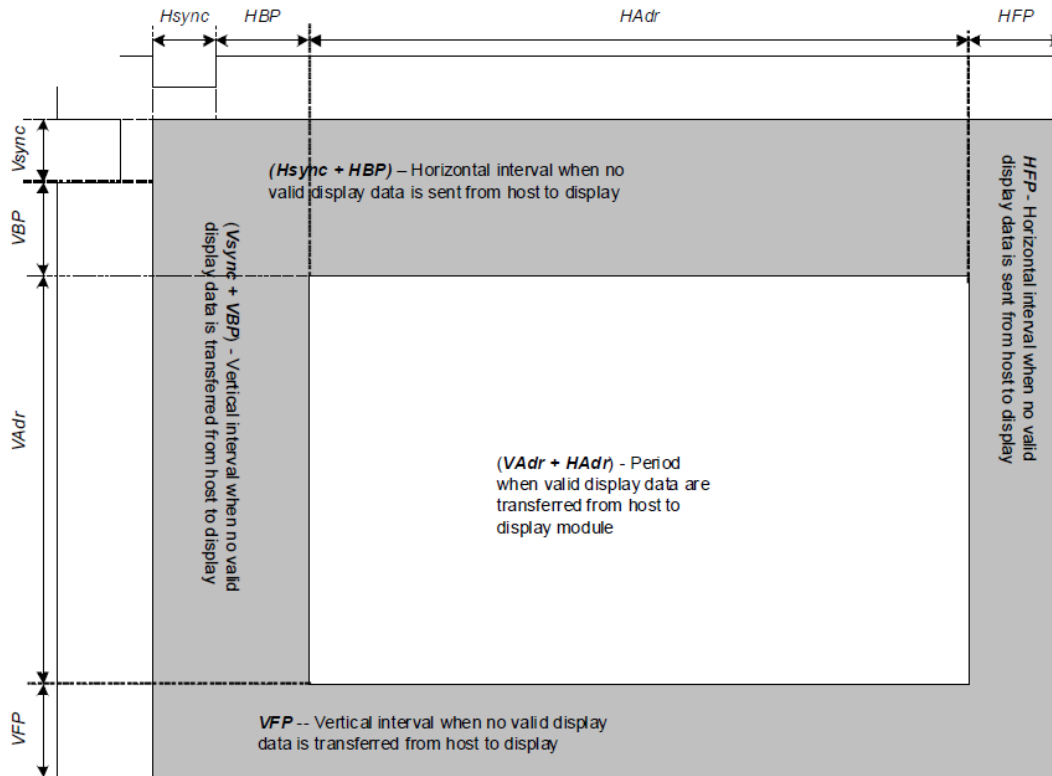 Hsync
HBP
HAdr
HFP
Vsync
VBP
VAdr
VFP
(Hsync + HBP) – Horizontal interval when no
valid display data is sent from host to display
(Vsync + VBP) - Vertical interval when no valid
display data is transferred from host to display
HFP - Horizontal interval when no valid
display data is sent from host to display
(VAdr + HAdr) - Period
when valid display data are
transferred from host to
display module
VFP -- Vertical interval when no valid display
data is transferred from host to display